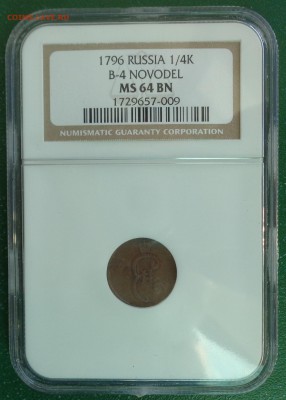 1796 RUSSIA 1/4K
B-4 NOVODEL
MS 64 BN
1729657-009
NUMISMATIC GUARANTY CORPORATION